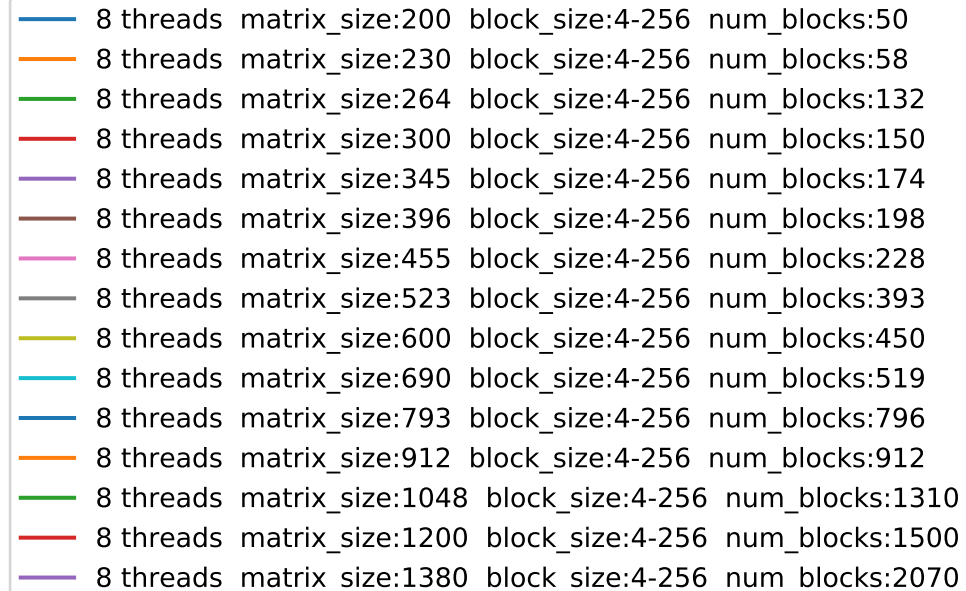 8 threads  matrix_size:200  block_size:4-256  num_blocks:50
8 threads  matrix_size:230  block_size:4-256  num_blocks:58
8 threads  matrix_size:264  block_size:4-256  num_blocks:132
8 threads  matrix_size:300  block_size:4-256  num_blocks:150
8 threads  matrix_size:345  block_size:4-256  num_blocks:174
8 threads  matrix_size:396  block_size:4-256  num_blocks:198
8 threads  matrix_size:455  block_size:4-256  num_blocks:228
8 threads  matrix_size:523  block_size:4-256  num_blocks:393
8 threads  matrix_size:600  block_size:4-256  num_blocks:450
8 threads  matrix_size:690  block_size:4-256  num_blocks:519
8 threads  matrix_size:793  block_size:4-256  num_blocks:796
8 threads  matrix_size:912  block_size:4-256  num_blocks:912
8 threads  matrix_size:1048  block_size:4-256  num_blocks:1310
8 threads  matrix_size:1200  block_size:4-256  num_blocks:1500
8 threads  matrix_size:1380  block_size:4-256  num_blocks:2070